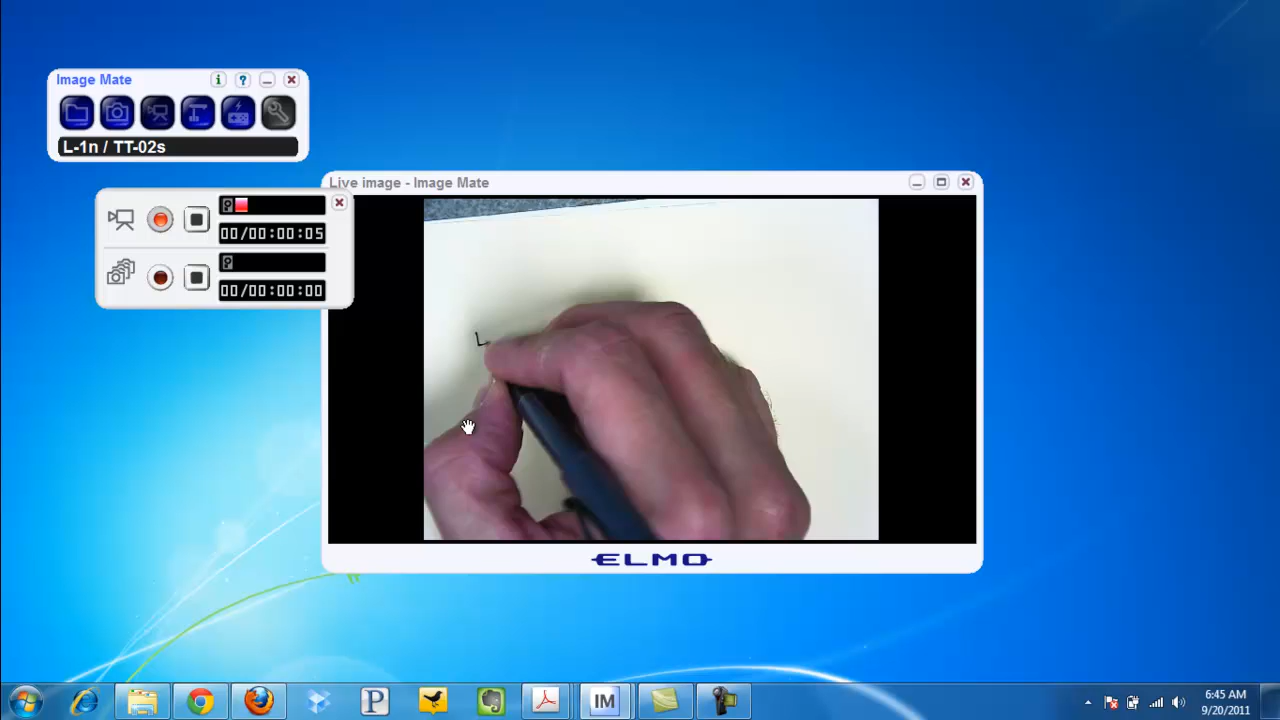 Image Mate
L-1n / TT-02s
Live image - Image Mate
00/00:00:05
00/00:00:00
L
ELMO
P
IM
6:45 AM
9/20/2011